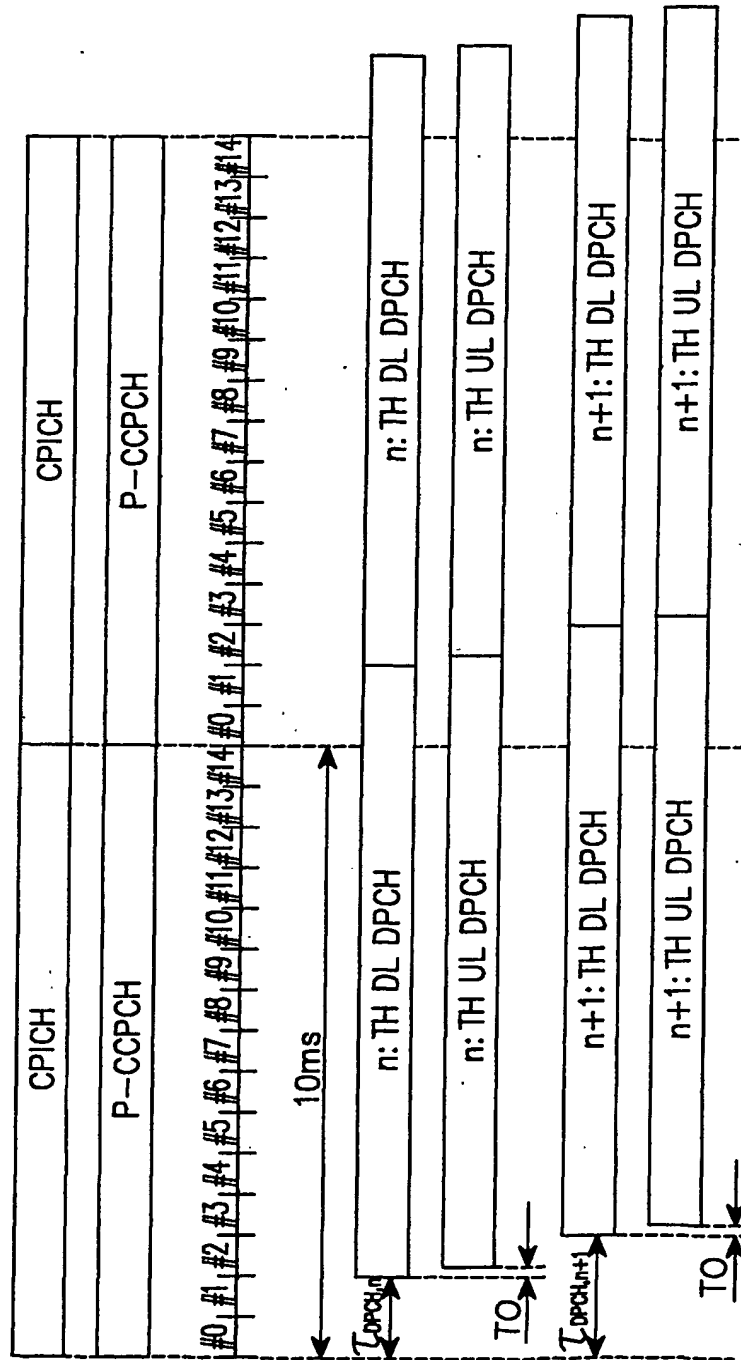 CPICH CPICH
P-CCPCH P-CCPCH
#0 #1 #2 #3 #4 #5 #6 #7 #8 #9 #10 #11 #12 #13 #14 #0 #1 #2 #3 #4 #5 #6 #7 #8 #9 #10 #11 #12 #13 #14
10ms
τDPCH,n
n: TH DL DPCH n: TH DL DPCH
n: TH UL DPCH n: TH UL DPCH
TO
τDPCH,n+1
n+1: TH DL DPCH n+1: TH DL DPCH
n+1: TH UL DPCH n+1: TH UL DPCH
TO